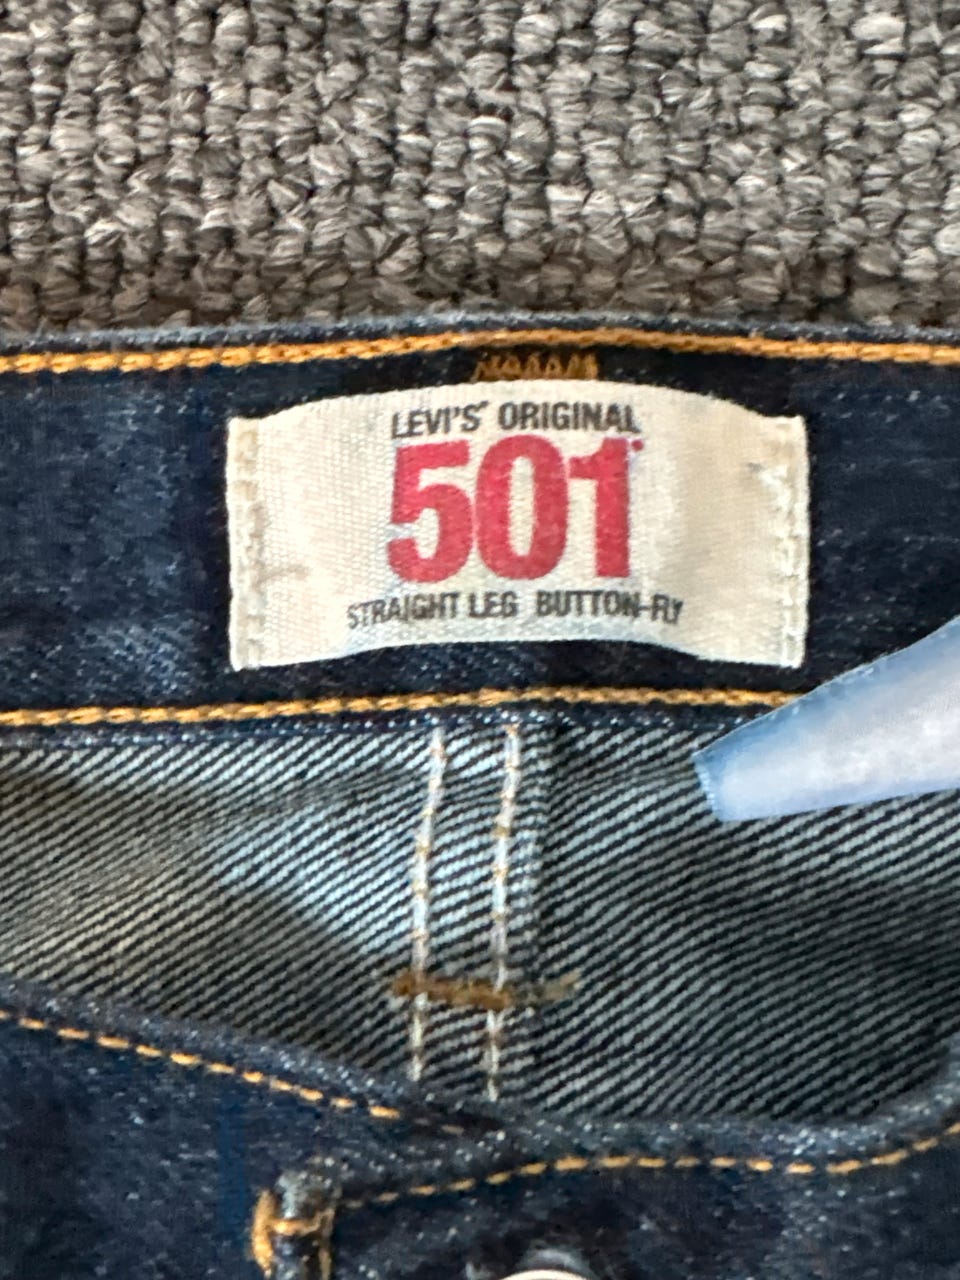 LEVI'S® ORIGINAL
501®
STRAIGHT LEG BUTTON-FLY